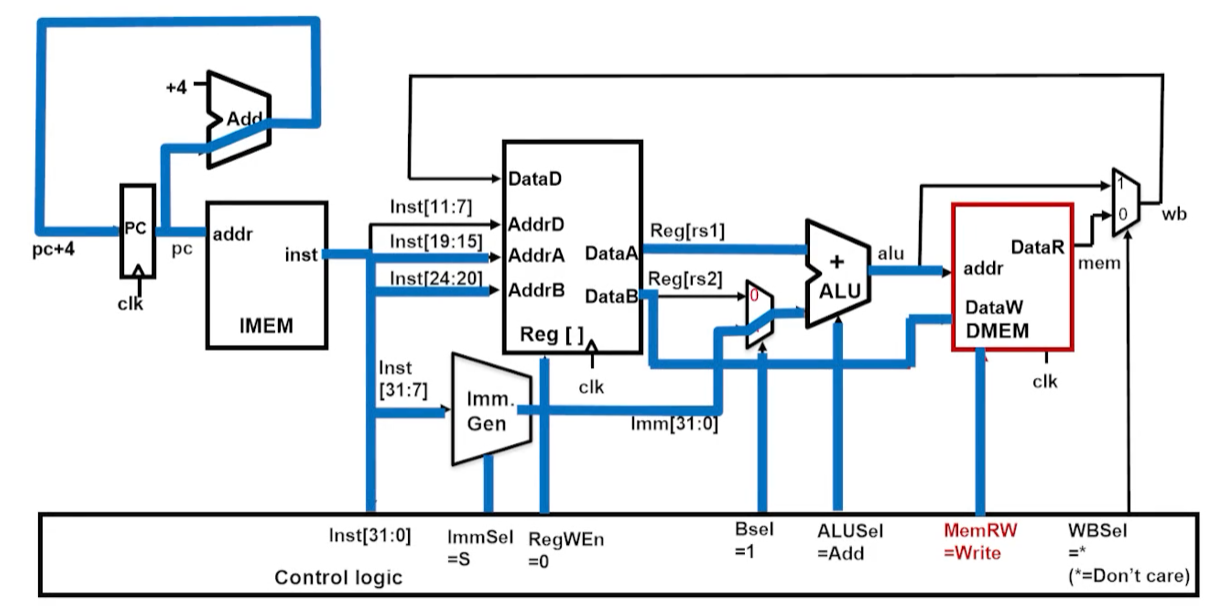 +4
Add
pc+4
PC
pc
clk
addr
inst
IMEM
Inst[11:7]
Inst[19:15]
Inst[24:20]
Inst
[31:7]
DataD
AddrD
AddrA
AddrB
DataA
DataB
Reg [ ]
clk
Imm.
Gen
Imm[31:0]
Reg[rs1]
Reg[rs2]
0
+
ALU
alu
addr
DataR
DataW
DMEM
clk
mem
1
0
wb
Inst[31:0]
ImmSel
=S
RegWEn
=0
Bsel
=1
ALUSel
=Add
MemRW
=Write
WBSel
=*
(*=Don't care)
Control logic